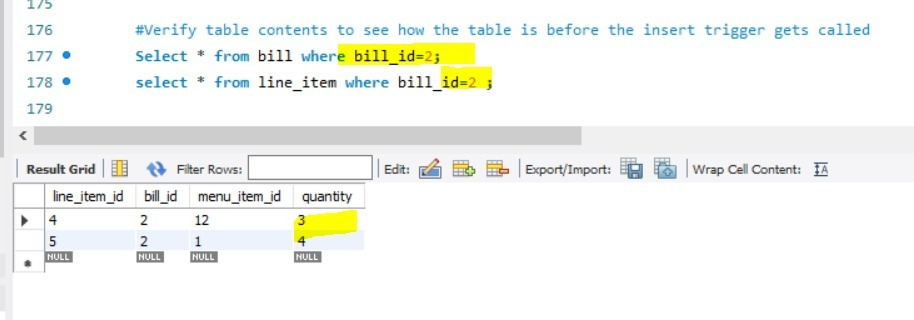 175
176 #Verify table contents to see how the table is before the insert trigger gets called
177 Select * from bill where bill_id=2;
178 select * from line_item where bill_id=2 ;
179
Result Grid Filter Rows: Edit: Export/Import: Wrap Cell Content: IA
line_item_id bill_id menu_item_id quantity
4 2 12 3
5 2 1 4
NULL NULL NULL NULL